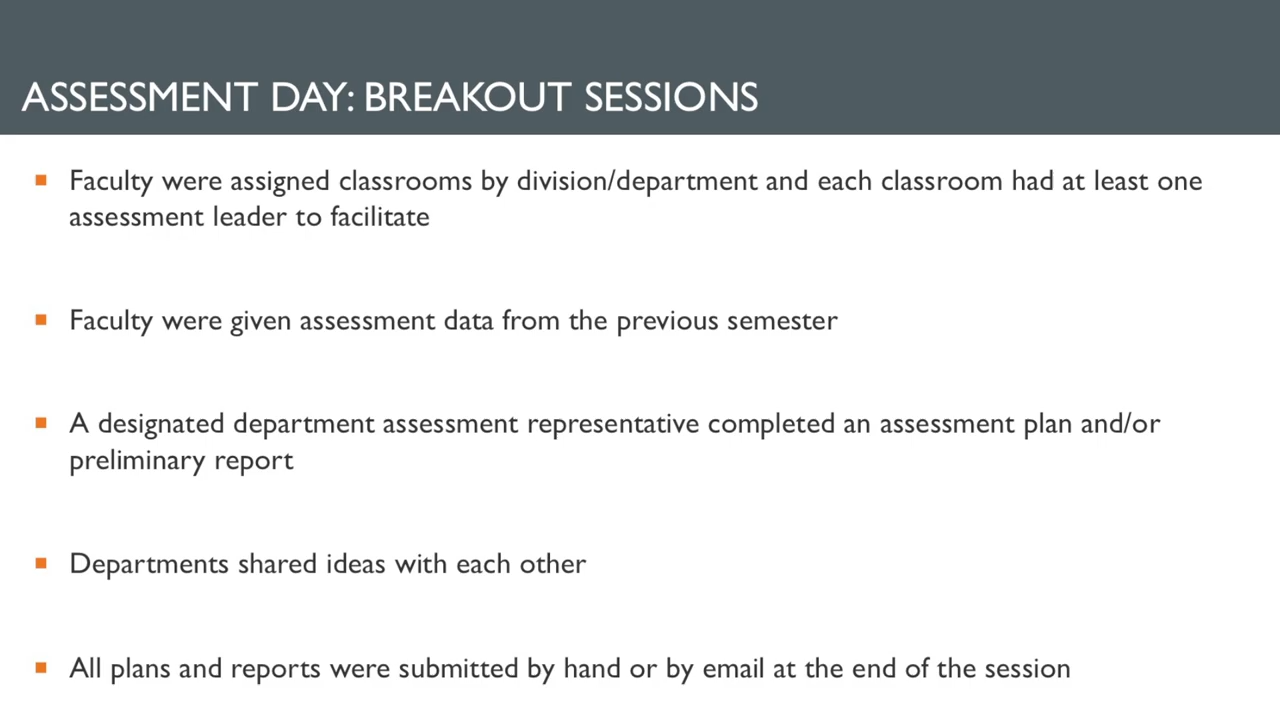 ASSESSMENT DAY: BREAKOUT SESSIONS
Faculty were assigned classrooms by division/department and each classroom had at least one
assessment leader to facilitate
Faculty were given assessment data from the previous semester
A designated department assessment representative completed an assessment plan and/or
preliminary report
Departments shared ideas with each other
All plans and reports were submitted by hand or by email at the end of the session